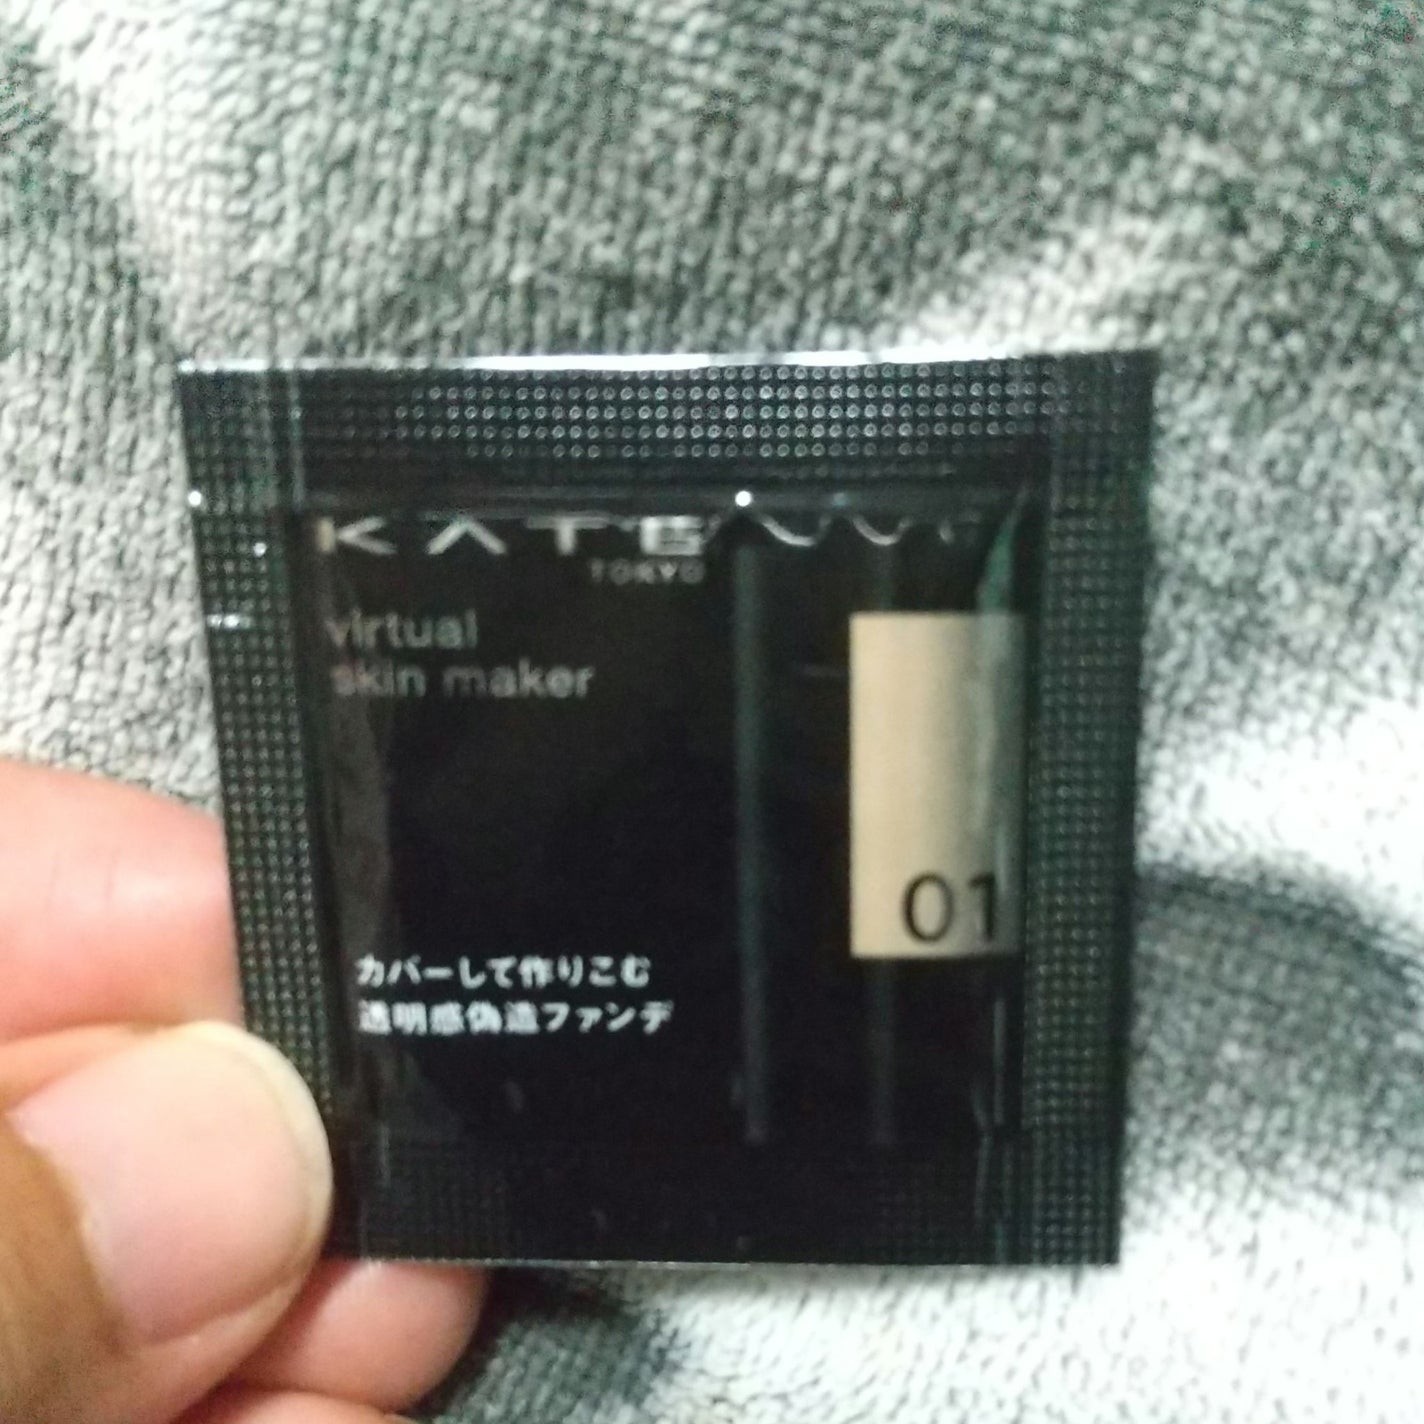 KATE
TOKYO
virtual
skin maker
01
カバーして作りこむ
透明感偽造ファンデ